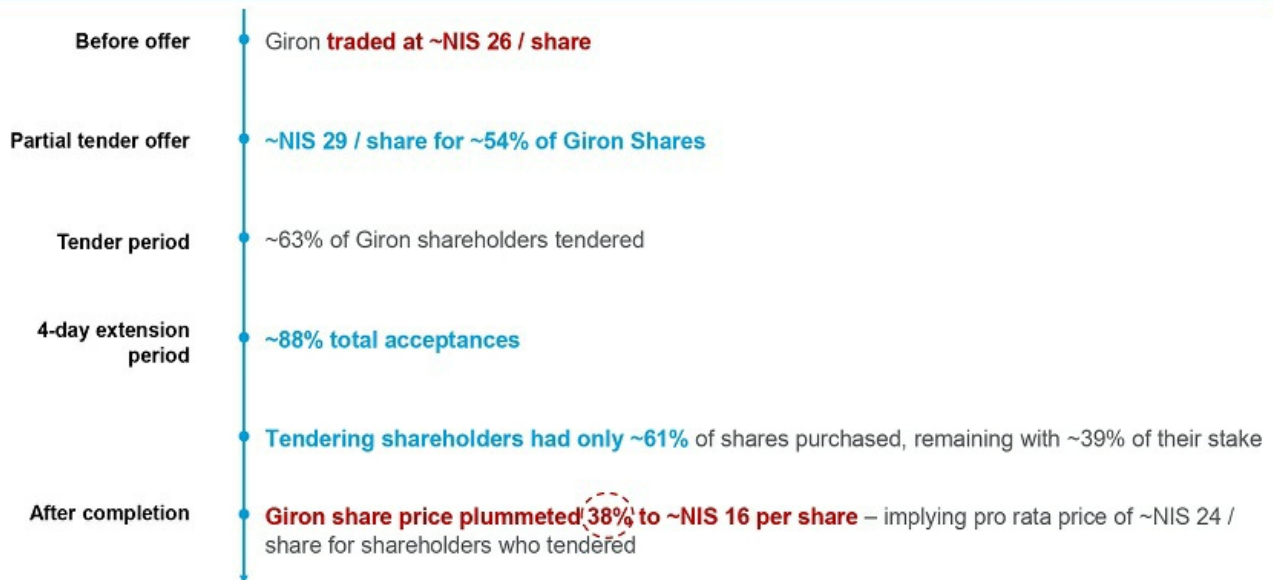 Before offer
Giron traded at ~NIS 26 / share
Partial tender offer
~NIS 29 / share for ~54% of Giron Shares
Tender period
~63% of Giron shareholders tendered
4-day extension
period
~88% total acceptances
Tendering shareholders had only ~61% of shares purchased, remaining with ~39% of their stake
After completion
Giron share price plummeted 38% to ~NIS 16 per share – implying pro rata price of ~NIS 24 /
share for shareholders who tendered